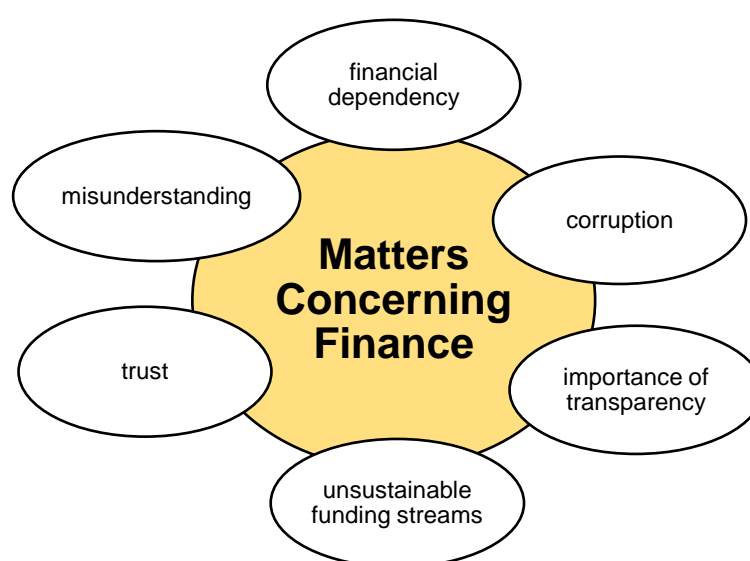 financial
dependency
misunderstanding
corruption
Matters
Concerning
Finance
trust
importance of
transparency
unsustainable
funding streams